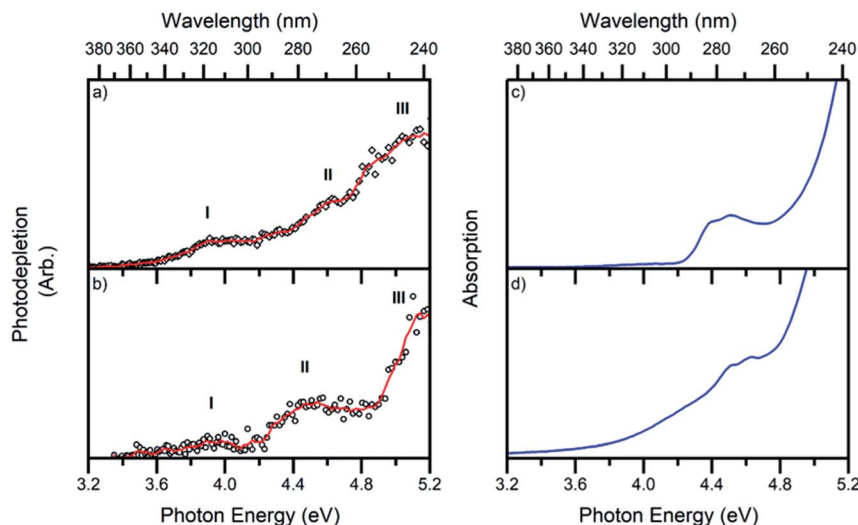 Wavelength (nm)
380 360 340 320 300 280 260 240
a)
I
II
III
b)
I
II
III
Photodepletion
(Arb.)
3.2 3.6 4.0 4.4 4.8 5.2
Photon Energy (eV)
Wavelength (nm)
380 360 340 320 300 280 260 240
c)
d)
Absorption
3.2 3.6 4.0 4.4 4.8 5.2
Photon Energy (eV)